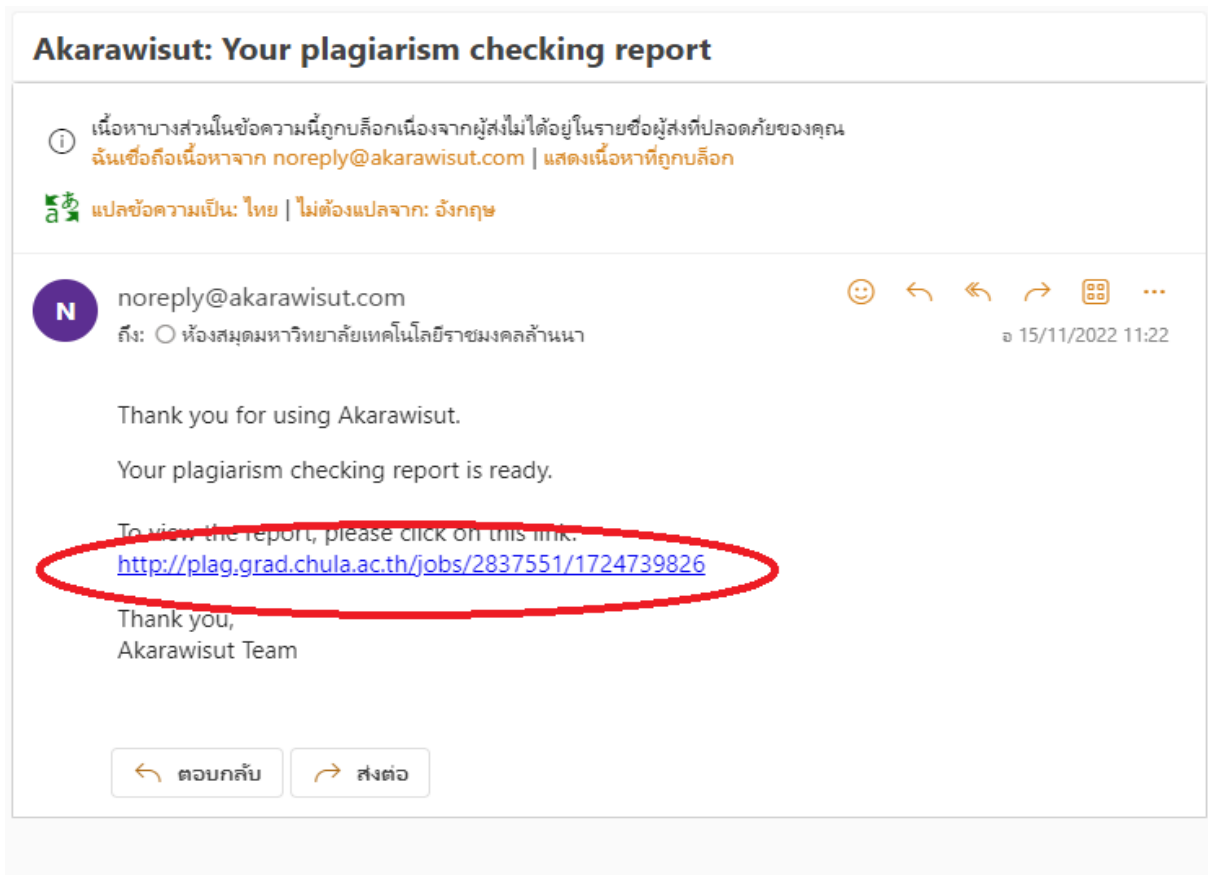 Akarawisut: Your plagiarism checking report
เนื้อหาบางส่วนในข้อความนี้ถูกบล็อกเนื่องจากผู้ส่งไม่ได้อยู่ในรายชื่อผู้ส่งที่ปลอดภัยของคุณ
ฉันเชื่อถือเนื้อหาจาก noreply@akarawisut.com | แสดงเนื้อหาที่ถูกบล็อก
แปลข้อความเป็น: ไทย | ไม่ต้องแปลจาก: อังกฤษ
N
noreply@akarawisut.com
ถึง: ห้องสมุดมหาวิทยาลัยเทคโนโลยีราชมงคลล้านนา
อ 15/11/2022 11:22
Thank you for using Akarawisut.
Your plagiarism checking report is ready.
To view the report, please click on this link:
http://plag.grad.chula.ac.th/jobs/2837551/1724739826
Thank you,
Akarawisut Team
ตอบกลับ
ส่งต่อ